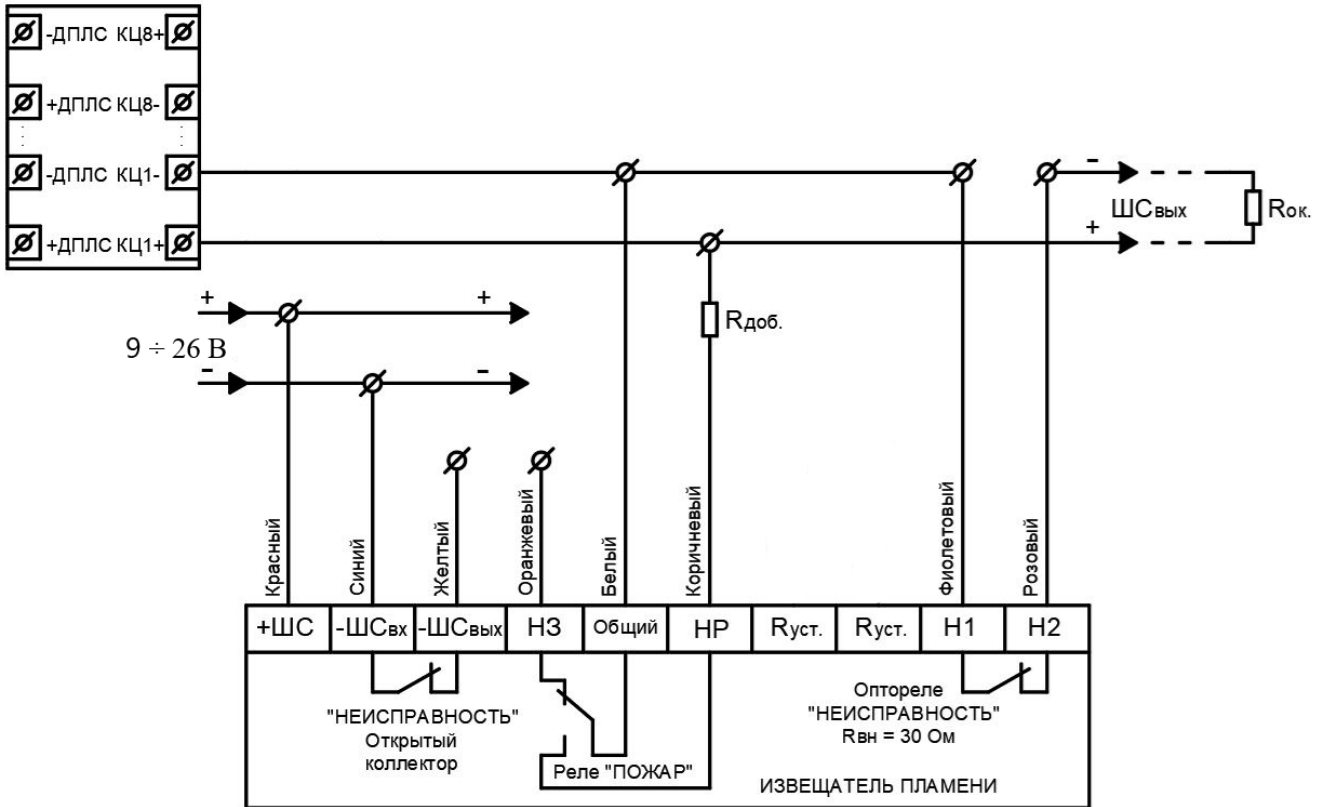 -ДПЛС КЦ8+
+ДПЛС КЦ8-
-ДПЛС КЦ1-
+ДПЛС КЦ1+
-
ШСвых
+
Rок.
+ +
9 ÷ 26 В
- -
Rдоб.
Красный
Синий
Желтый
Оранжевый
Белый
Коричневый
Фиолетовый
Розовый
+ШС -ШСвх -ШСвых НЗ Общий НР Rуст. Rуст. Н1 Н2
"НЕИСПРАВНОСТЬ"
Открытый
коллектор
Реле "ПОЖАР"
Оптореле
"НЕИСПРАВНОСТЬ"
Rвн = 30 Ом
ИЗВЕЩАТЕЛЬ ПЛАМЕНИ